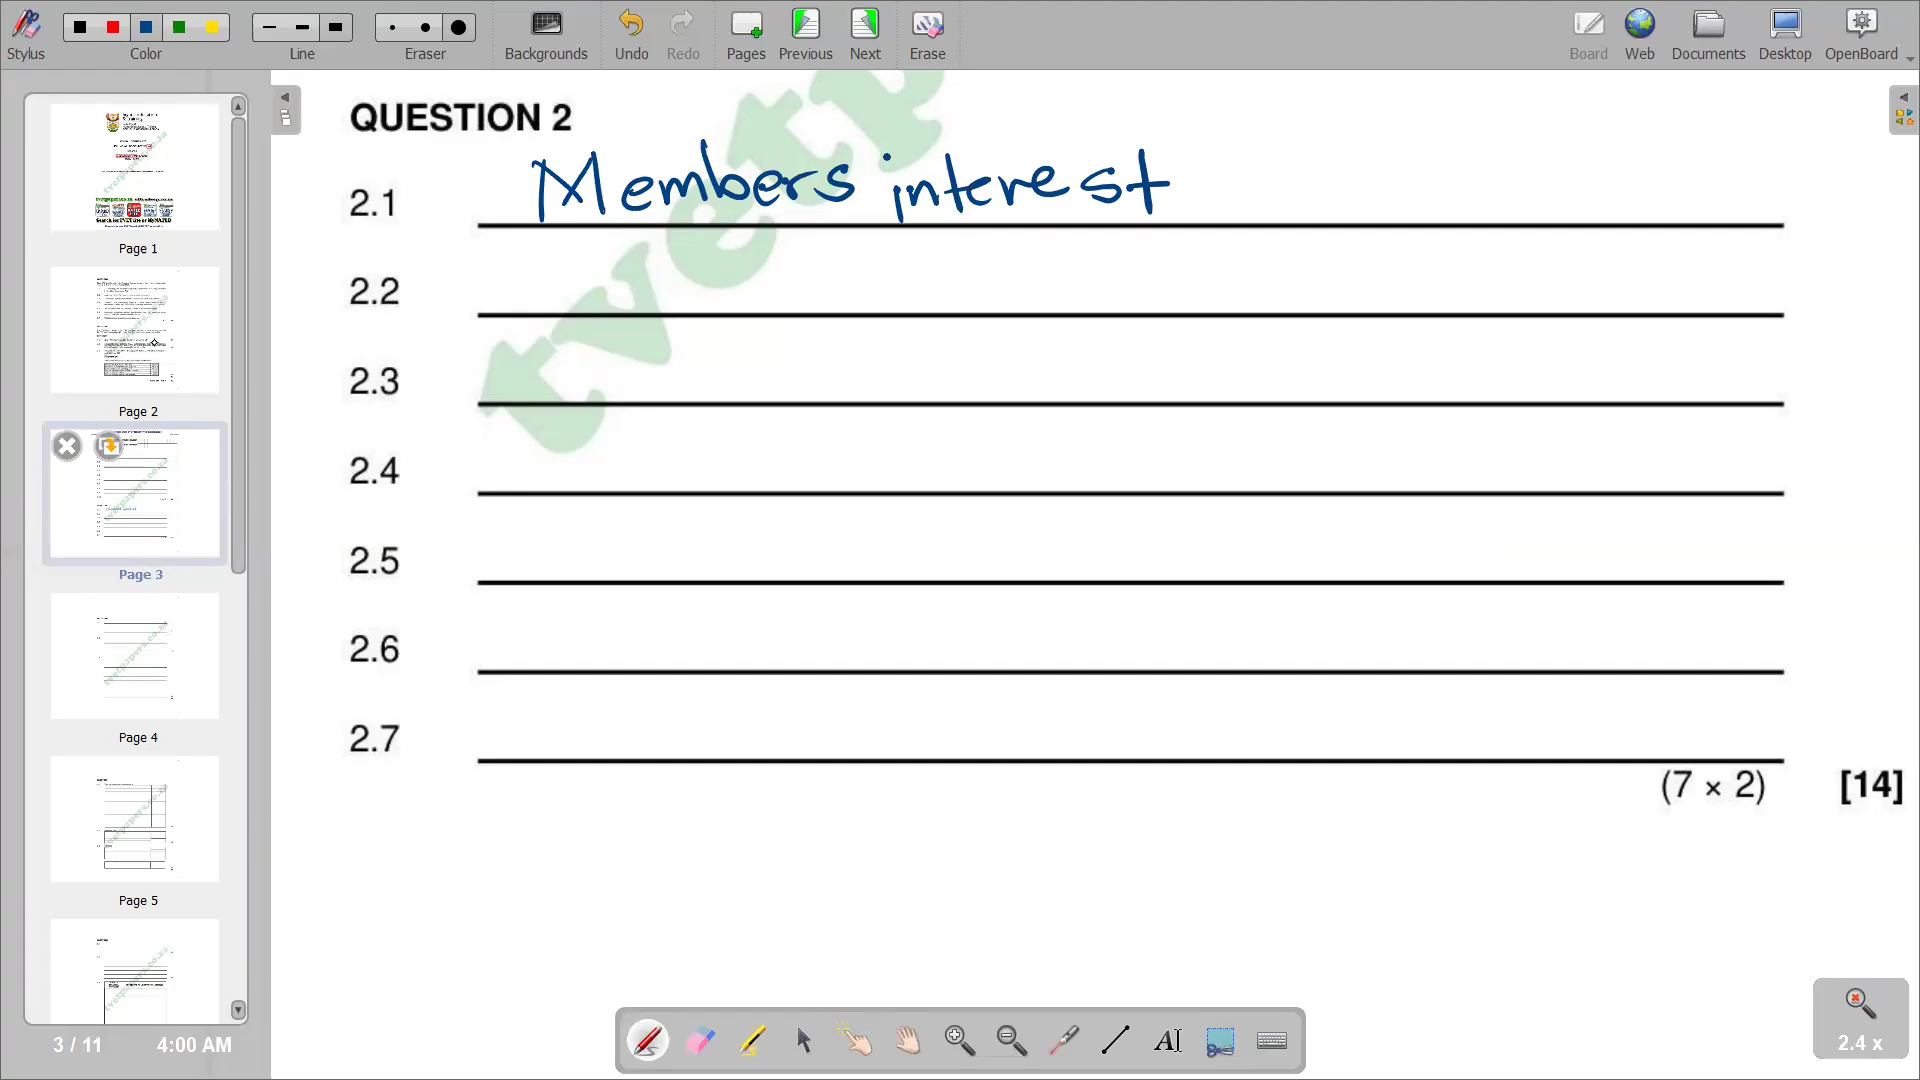 Stylus
Color
Line
Eraser
Backgrounds
Undo
Redo
Pages
Previous
Next
Erase
Board
Web
Documents
Desktop
OpenBoard
Page 1
Page 2
Page 3
Page 4
Page 5
3 / 11
4:00 AM
QUESTION 2
2.1 Members interest
2.2
2.3
2.4
2.5
2.6
2.7
(7 × 2) [14]
tvetp
2.4 x